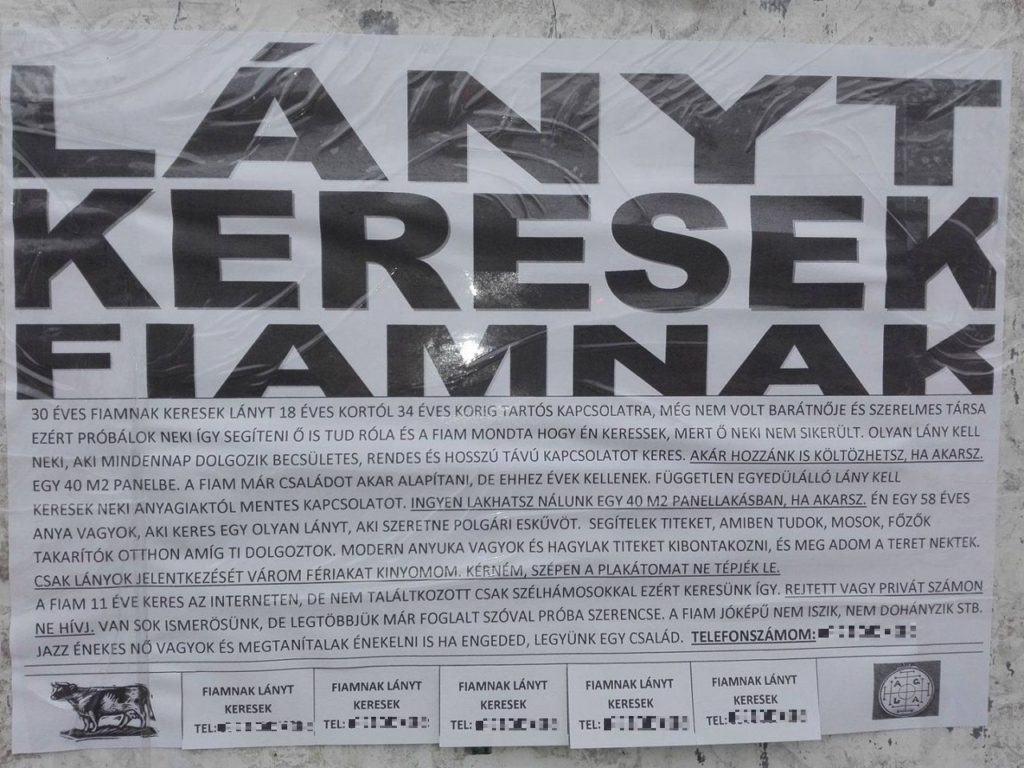 LÁNYT
KERESEK
FIAMNAK
30 ÉVES FIAMNAK KERESEK LÁNYT 18 ÉVES KORTÓL 34 ÉVES KORIG TARTÓS KAPCSOLATRA, MÉG NEM VOLT BARÁTNŐJE ÉS SZERELMES TÁRSA
EZÉRT PRÓBÁLOK NEKI ÍGY SEGÍTENI Ő IS TUD RÓLA ÉS A FIAM MONDTA HOGY ÉN KERESSEK, MERT Ő NEKI NEM SIKERÜLT. OLYAN LÁNY KELL
NEKI, AKI MINDENNAP DOLGOZIK BECSÜLETES, RENDES ÉS HOSSZÚ TÁVÚ KAPCSOLATOT KERES. AKÁR HOZZÁNK IS KÖLTÖZHETSZ, HA AKARSZ.
EGY 40 M2 PANELBE. A FIAM MÁR CSALÁDOT AKAR ALAPÍTANI, DE EHHEZ ÉVEK KELLENEK. FÜGGETLEN EGYEDÜLÁLLÓ LÁNY KELL
KERESEK NEKI ANYAGIAKTÓL MENTES KAPCSOLATOT. INGYEN LAKHATSZ NÁLUNK EGY 40 M2 PANELLAKÁSBAN, HA AKARSZ. ÉN EGY 58 ÉVES
ANYA VAGYOK, AKI KERES EGY OLYAN LÁNYT, AKI SZERETNE POLGÁRI ESKÜVŐT. SEGÍTELEK TITEKET, AMIBEN TUDOK, MOSOK, FŐZŐK
TAKARÍTÓK OTTHON AMÍG TI DOLGOZTOK. MODERN ANYUKA VAGYOK ÉS HAGYLAK TITEKET KIBONTAKOZNI, ÉS MEG ADOM A TERET NEKTEK.
CSAK LÁNYOK JELENTKEZÉSÉT VÁROM FÉRIAKAT KINYOMOM. KÉRNÉM, SZÉPEN A PLAKÁTOMAT NE TÉPJÉK LE.
A FIAM 11 ÉVE KERES AZ INTERNETEN, DE NEM TALÁLTKOZOTT CSAK SZÉLHÁMOSOKKAL EZÉRT KERESÜNK ÍGY. REJTETT VAGY PRIVÁT SZÁMON
NE HÍVJ. VAN SOK ISMERŐSÜNK, DE LEGTÖBBJÜK MÁR FOGLALT SZÓVAL PRÓBA SZERENCSE. A FIAM JÓKÉPŰ NEM ISZIK, NEM DOHÁNYZIK STB.
JAZZ ÉNEKES NŐ VAGYOK ÉS MEGTANÍTALAK ÉNEKELNI IS HA ENGEDED, LEGYÜNK EGY CSALÁD. TELEFONSZÁMOM:
FIAMNAK LÁNYT
KERESEK
TEL:
FIAMNAK LÁNYT
KERESEK
TEL:
FIAMNAK LÁNYT
KERESEK
TEL:
FIAMNAK LÁNYT
KERESEK
TEL:
FIAMNAK LÁNYT
KERESEK
TEL: